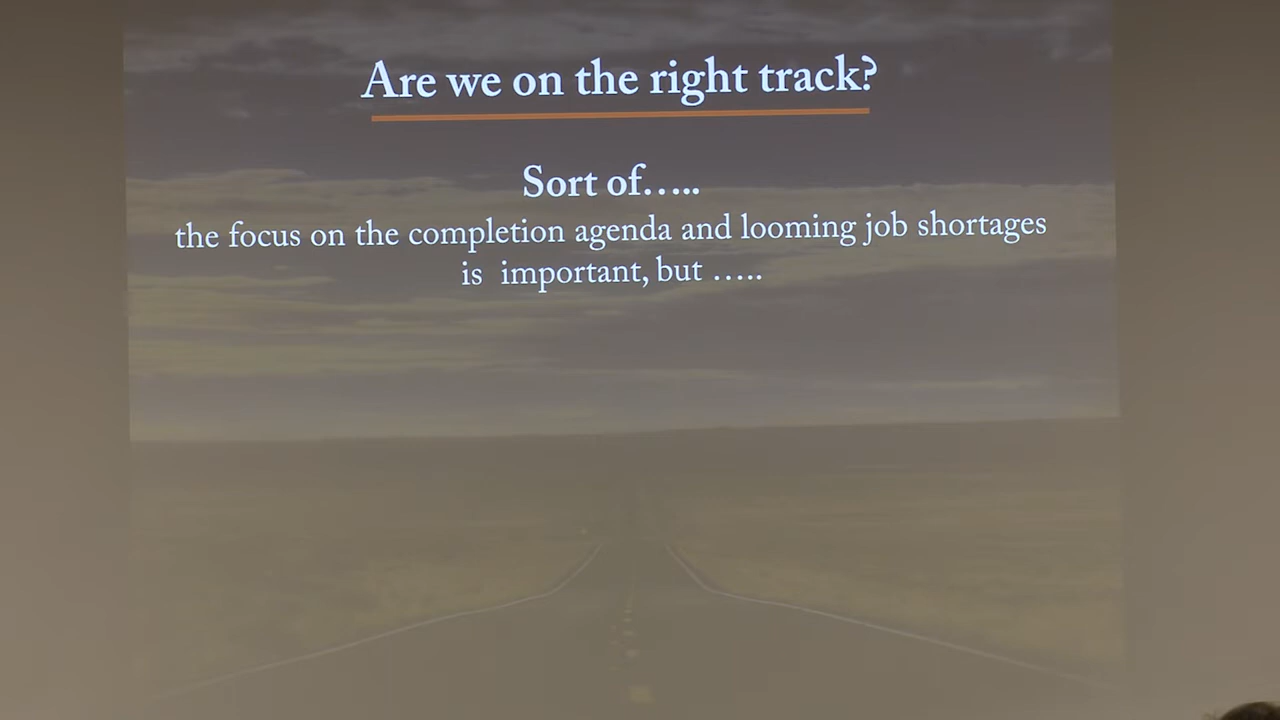 Are we on the right track?
Sort of…..
the focus on the completion agenda and looming job shortages
is important, but …..